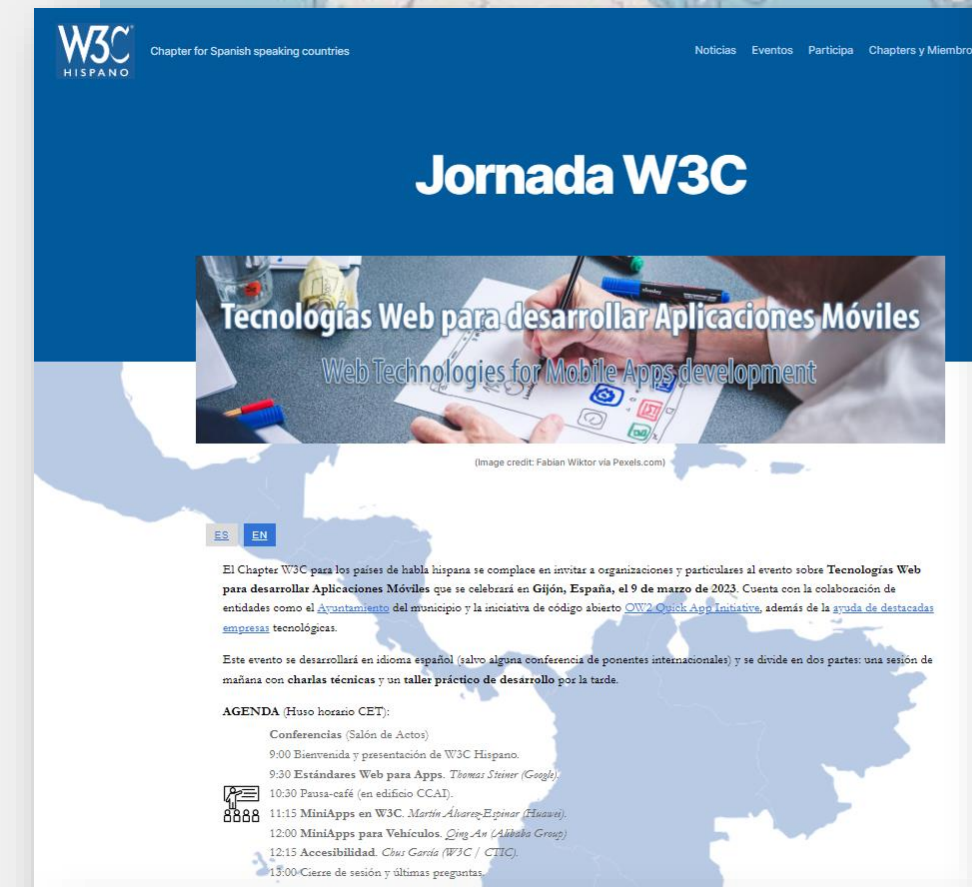 W3C
HISPANO
Chapter for Spanish speaking countries
Noticias Eventos Participa Chapters y Miembro
Jornada W3C
Tecnologías Web para desarrollar Aplicaciones Móviles
Web Technologies for Mobile Apps development
(Image credit: Fabian Wiktor via Pexels.com)
ES EN
El Chapter W3C para los países de habla hispana se complace en invitar a organizaciones y particulares al evento sobre Tecnologías Web
para desarrollar Aplicaciones Móviles que se celebrará en Gijón, España, el 9 de marzo de 2023. Cuenta con la colaboración de
entidades como el Ayuntamiento del municipio y la iniciativa de código abierto OW2 Quick App Initiative, además de la ayuda de destacadas
empresas tecnológicas.
Este evento se desarrollará en idioma español (salvo alguna conferencia de ponentes internacionales) y se divide en dos partes: una sesión de
mañana con charlas técnicas y un taller práctico de desarrollo por la tarde.
AGENDA (Huso horario CET):
Conferencias (Salón de Actos)
9:00 Bienvenida y presentación de W3C Hispano.
9:30 Estándares Web para Apps. Thomas Steiner (Google).
10:30 Pausa-café (en edificio CCAI).
11:15 MiniApps en W3C. Martín Álvarez-Espinar (Huawei).
12:00 MiniApps para Vehículos. Qing An (Alibaba Group)
12:15 Accesibilidad. Chus García (W3C / CTIC).
13:00 Cierre de sesión y últimas preguntas.